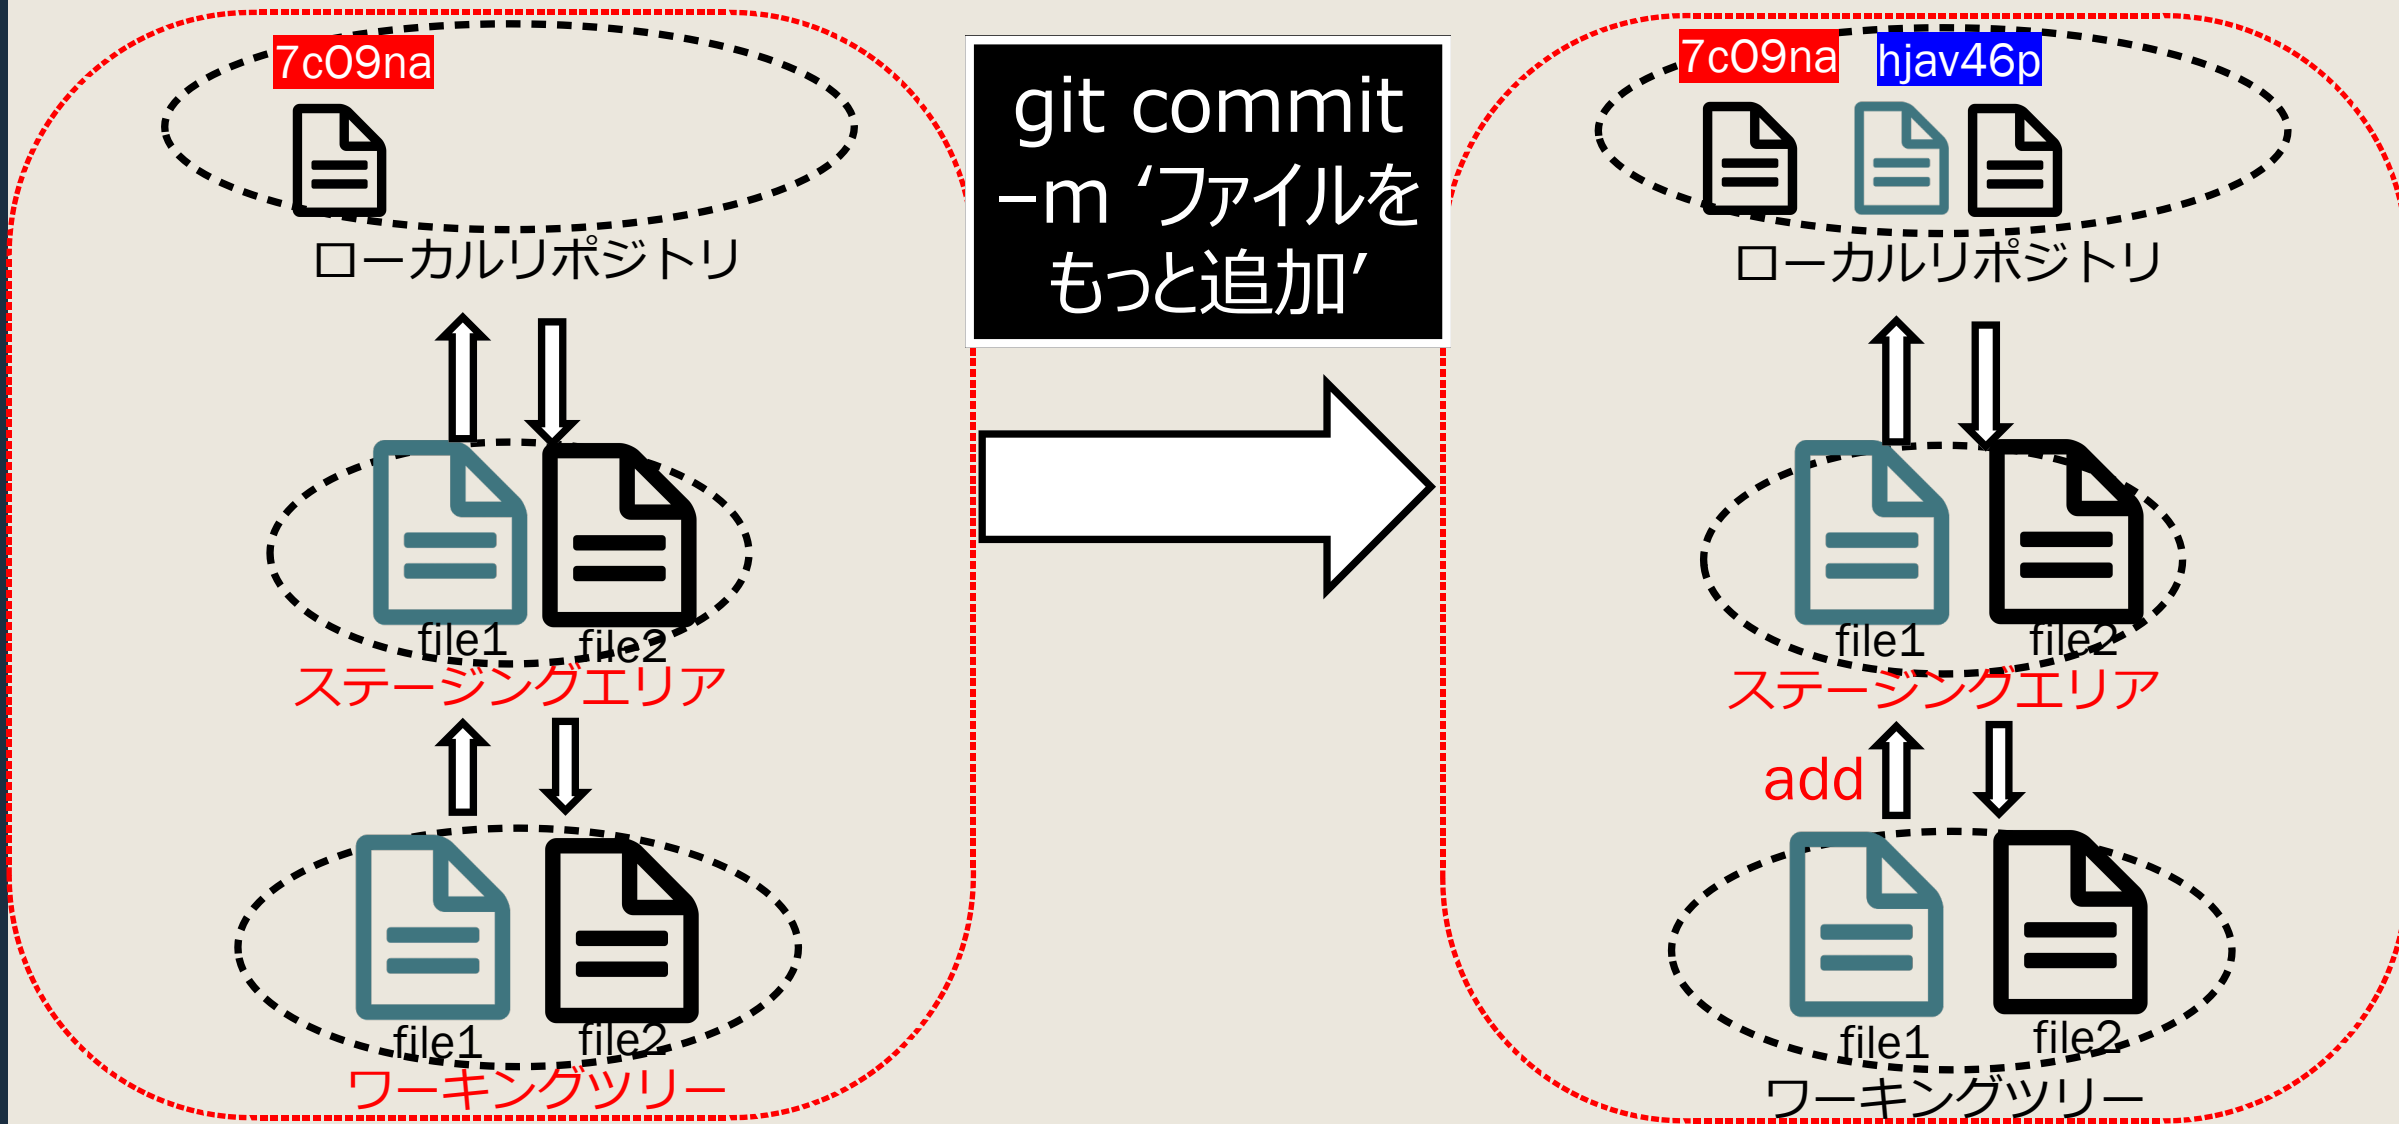 7c09na
ローカルリポジトリ
file1
file2
ステージングエリア
file1
file2
ワーキングツリー
git commit
–m ‘ファイルを
もっと追加’
7c09na
hjav46p
ローカルリポジトリ
file1
file2
ステージングエリア
add
file1
file2
ワーキングツリー